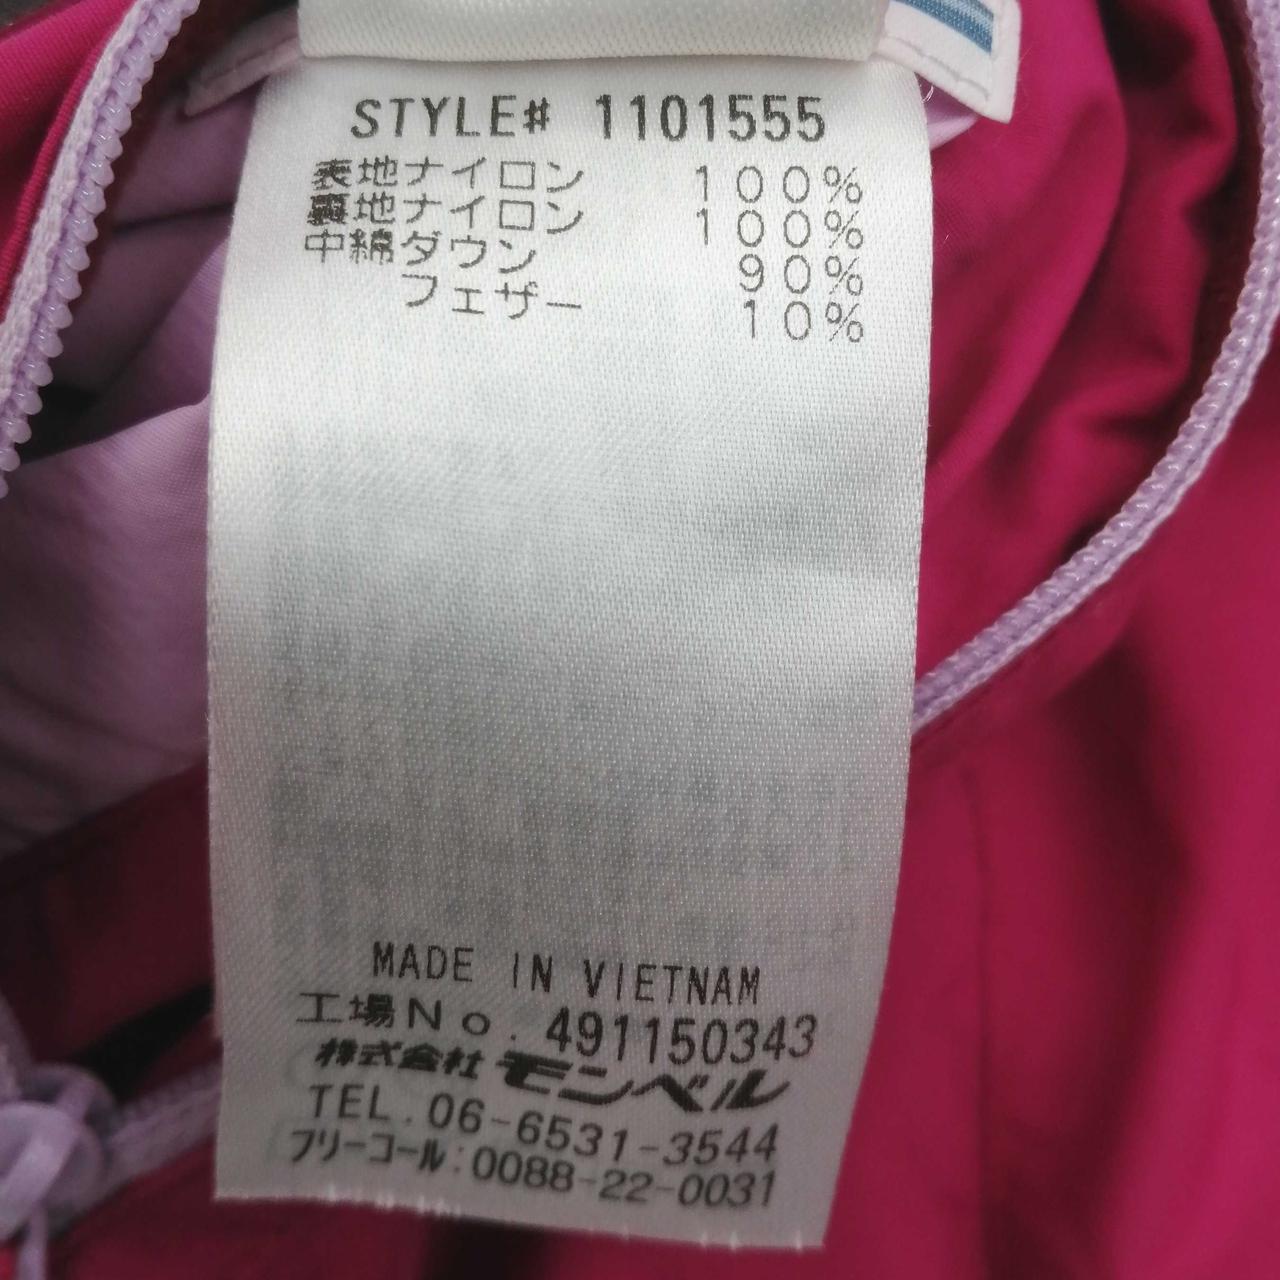 STYLE# 1101555
表地ナイロン 100%
裏地ナイロン 100%
中綿ダウン 90%
フェザー 10%
MADE IN VIETNAM
工場No. 491150343
株式会社モンベル
TEL. 06-6531-3544
フリーコール:0088-22-0031